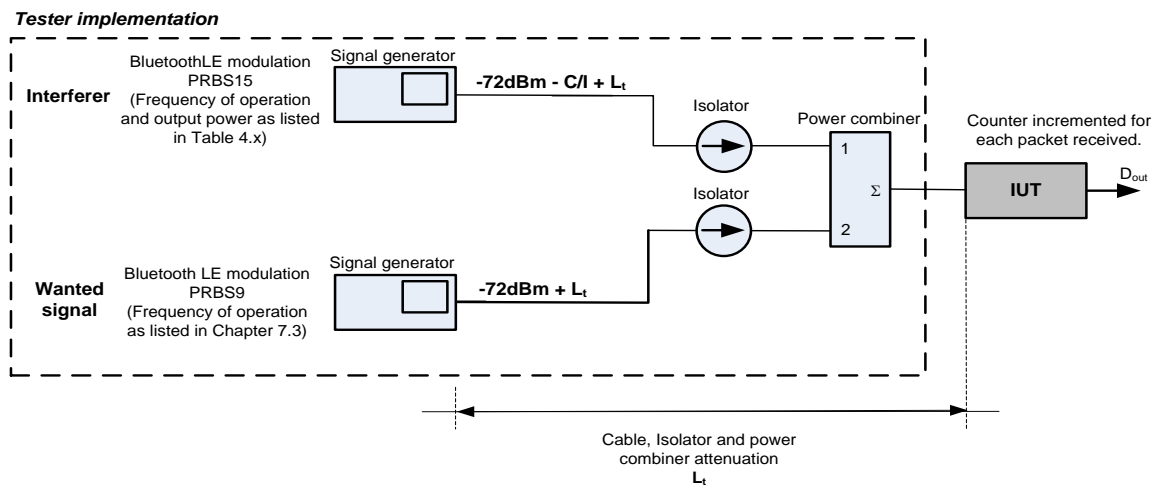 Tester implementation
Interferer
BluetoothLE modulation
PRBS15
(Frequency of operation
and output power as listed
in Table 4.x)
Signal generator
-72dBm - C/I + Lt
Isolator
Power combiner
1
2
Σ
Counter incremented for
each packet received.
IUT
Dout
Isolator
Wanted
signal
Bluetooth LE modulation
PRBS9
(Frequency of operation
as listed in Chapter 7.3)
Signal generator
-72dBm + Lt
Cable, Isolator and power
combiner attenuation
Lt